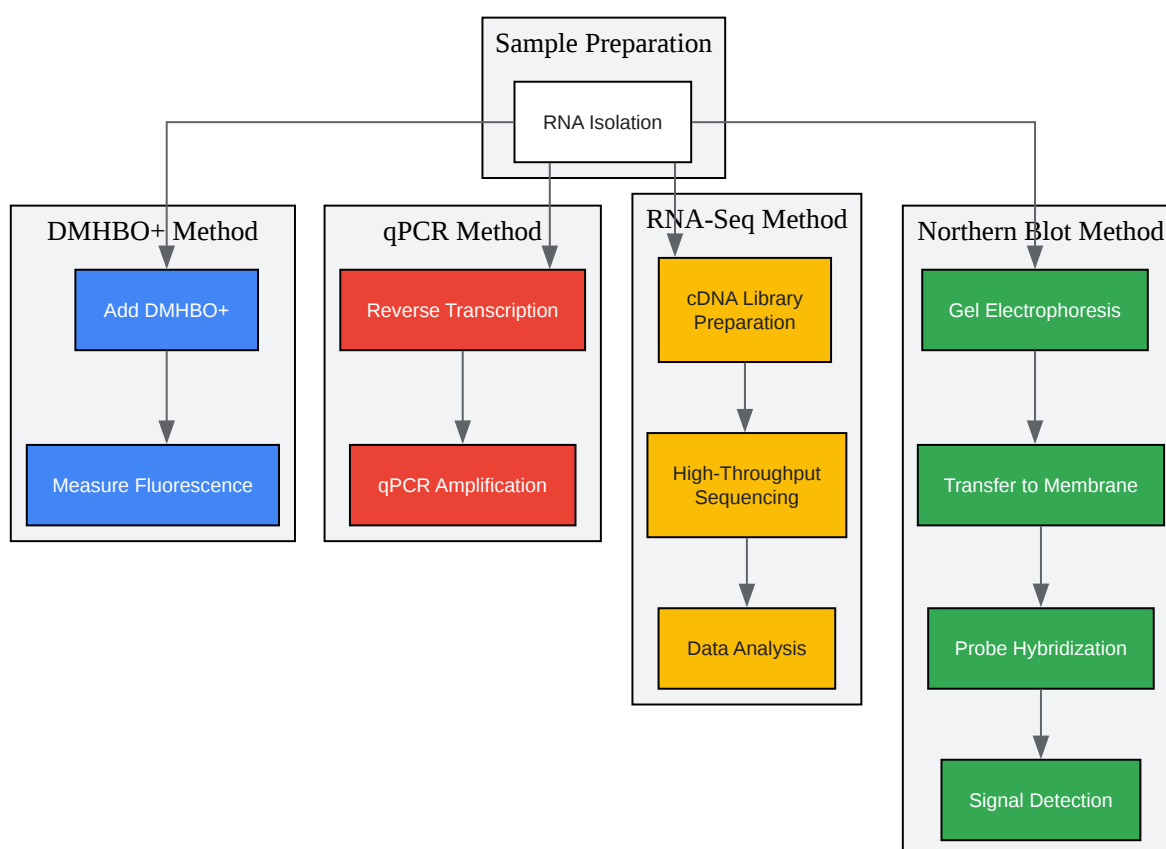 Sample Preparation
RNA Isolation
DMHBO+ Method
Add DMHBO+
Measure Fluorescence
qPCR Method
Reverse Transcription
qPCR Amplification
RNA-Seq Method
cDNA Library
Preparation
High-Throughput
Sequencing
Data Analysis
Northern Blot Method
Gel Electrophoresis
Transfer to Membrane
Probe Hybridization
Signal Detection